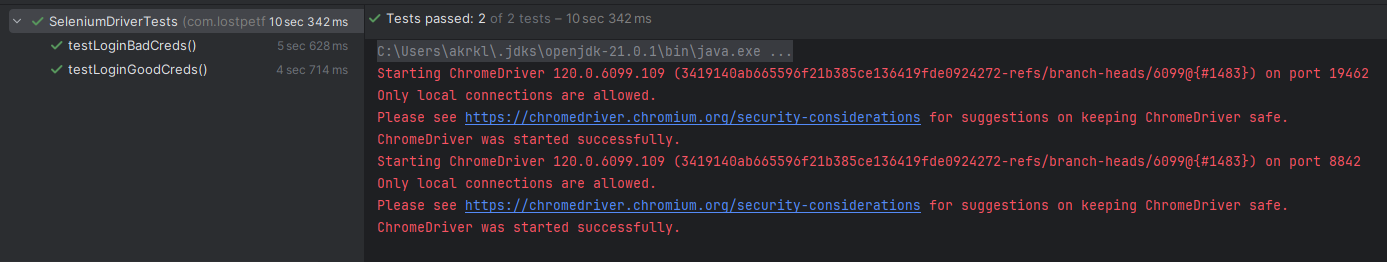 SeleniumDriverTests (com.lostpetf 10 sec 342 ms
testLoginBadCreds() 5 sec 628 ms
testLoginGoodCreds() 4 sec 714 ms
Tests passed: 2 of 2 tests – 10 sec 342 ms
C:\Users\akrkl\.jdks\openjdk-21.0.1\bin\java.exe ...
Starting ChromeDriver 120.0.6099.109 (3419140ab665596f21b385ce136419fde0924272-refs/branch-heads/6099@{#1483}) on port 19462
Only local connections are allowed.
Please see https://chromedriver.chromium.org/security-considerations for suggestions on keeping ChromeDriver safe.
ChromeDriver was started successfully.
Starting ChromeDriver 120.0.6099.109 (3419140ab665596f21b385ce136419fde0924272-refs/branch-heads/6099@{#1483}) on port 8842
Only local connections are allowed.
Please see https://chromedriver.chromium.org/security-considerations for suggestions on keeping ChromeDriver safe.
ChromeDriver was started successfully.